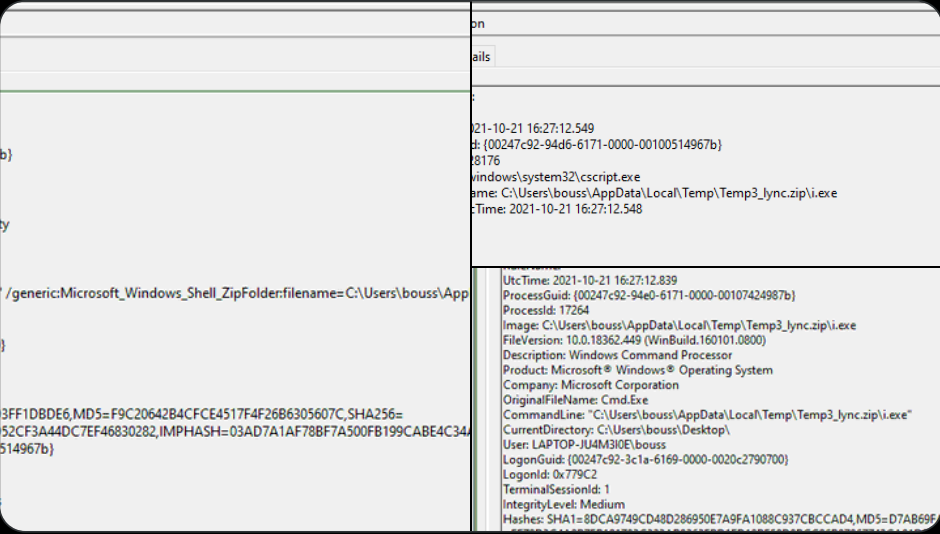 b}
ty
' /generic:Microsoft_Windows_Shell_ZipFolder:filename=C:\Users\bouss\App
}
3FF1DBDE6,MD5=F9C20642B4CFCE4517F4F26B6305607C,SHA256=
952CF3A44DC7EF46830282,IMPHASH=03AD7A1AF78BF7A500FB199CABE4C34A
514967b}
on
ails
:
021-10-21 16:27:12.549
d: {00247c92-94d6-6171-0000-00100514967b}
28176
windows\system32\cscript.exe
ame: C:\Users\bouss\AppData\Local\Temp\Temp3_lync.zip\i.exe
cTime: 2021-10-21 16:27:12.548
UtcTime: 2021-10-21 16:27:12.839
ProcessGuid: {00247c92-94e0-6171-0000-00107424987b}
ProcessId: 17264
Image: C:\Users\bouss\AppData\Local\Temp\Temp3_lync.zip\i.exe
FileVersion: 10.0.18362.449 (WinBuild.160101.0800)
Description: Windows Command Processor
Product: Microsoft® Windows® Operating System
Company: Microsoft Corporation
OriginalFileName: Cmd.Exe
CommandLine: "C:\Users\bouss\AppData\Local\Temp\Temp3_lync.zip\i.exe"
CurrentDirectory: C:\Users\bouss\Desktop\
User: LAPTOP-JU4M3I0E\bouss
LogonGuid: {00247c92-3c1a-6169-0000-0020c2790700}
LogonId: 0x779C2
TerminalSessionId: 1
IntegrityLevel: Medium
Hashes: SHA1=8DCA9749CD48D286950E7A9FA1088C937CBCCAD4,MD5=D7AB69FA